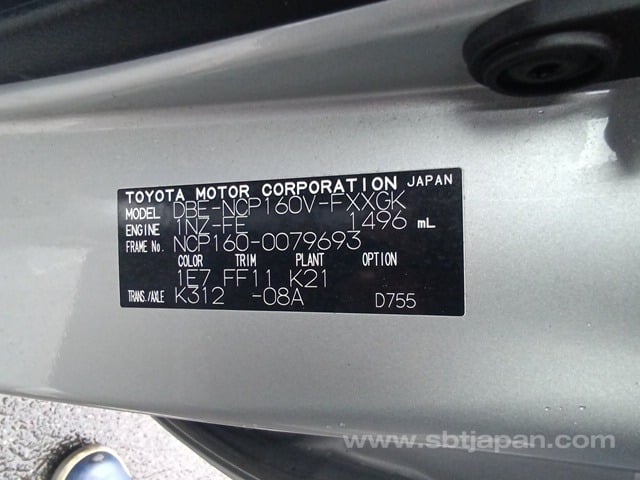 TOYOTA MOTOR CORPORATION JAPAN
MODEL DBE-NCP160V-FXXGK
ENGINE 1NZ-FE 1496 mL
FRAME No. NCP160-0079693
COLOR TRIM PLANT OPTION
1E7 FF11 K21
TRANS./AXLE K312 -08A D755
www.sbtjapan.com